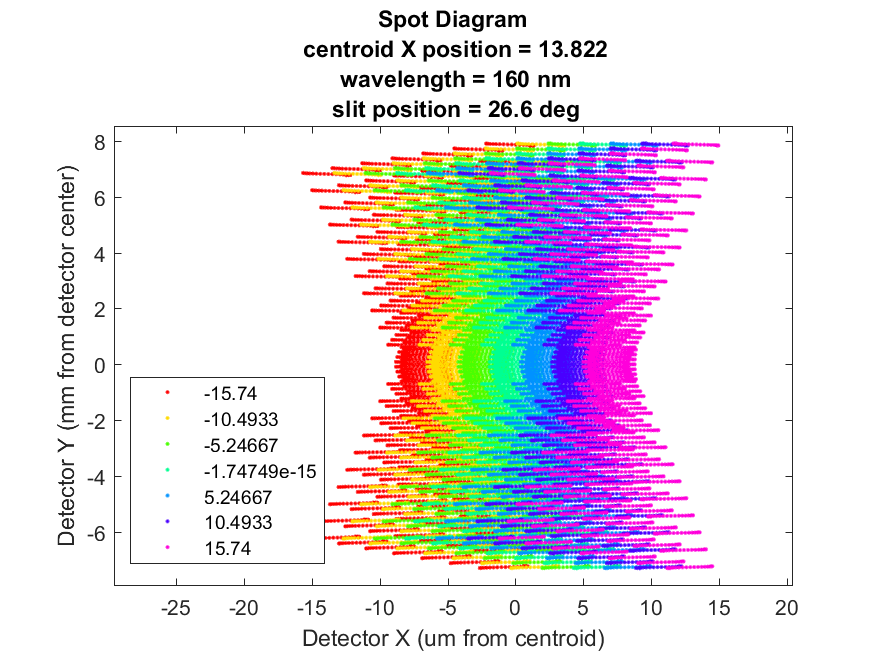 Spot Diagram
centroid X position = 13.822
wavelength = 160 nm
slit position = 26.6 deg
Detector Y (mm from detector center)
8
6
4
2
0
-2
-4
-6
-15.74
-10.4933
-5.24667
-1.74749e-15
5.24667
10.4933
15.74
-25 -20 -15 -10 -5 0 5 10 15 20
Detector X (um from centroid)